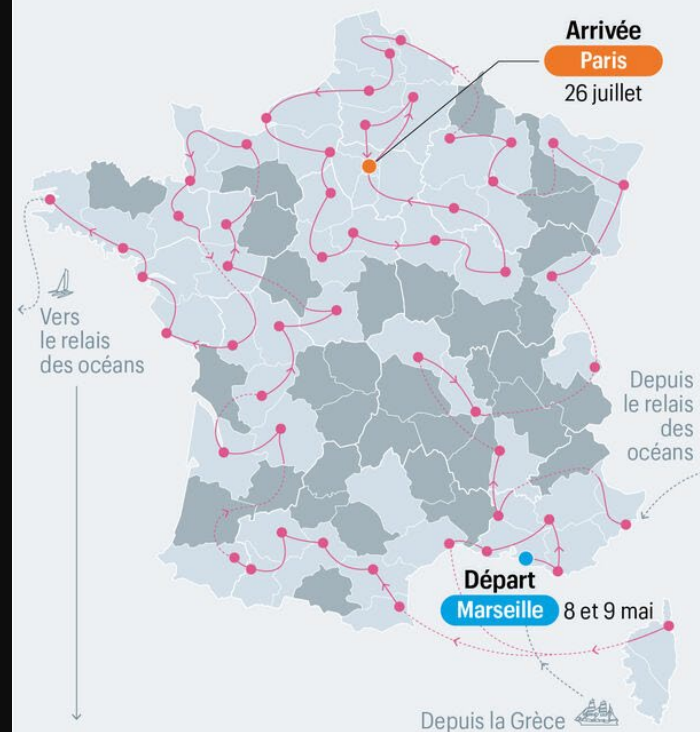 Arrivée
Paris
26 juillet
Vers
le relais
des océans
Depuis
le relais
des
océans
Départ
Marseille
8 et 9 mai
Depuis la Grèce